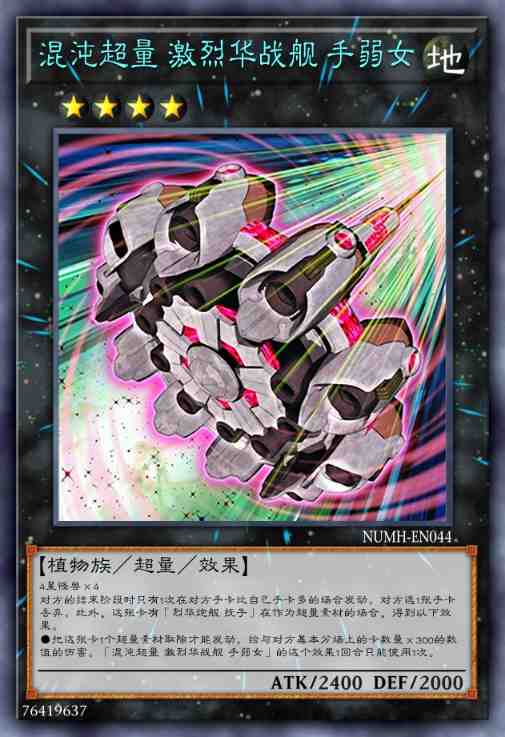 混沌超量 激烈华战舰 手弱女
地
NUMH-EN044
[植物族／超量／效果]
4星怪兽×4
对方的结束阶段时只有1次在对方手卡比自己手卡多的场合发动。对方选1张手卡
丢弃。此外，这张卡有「烈华炮舰 抚子」在作为超量素材的场合，得到以下效
果。
●把这张卡1个超量素材取除才能发动。给与对方基本分场上的卡数量×300的数
值的伤害。「混沌超量 激烈华战舰 手弱女」的这个效果1回合只能使用1次。
ATK/2400 DEF/2000
76419637